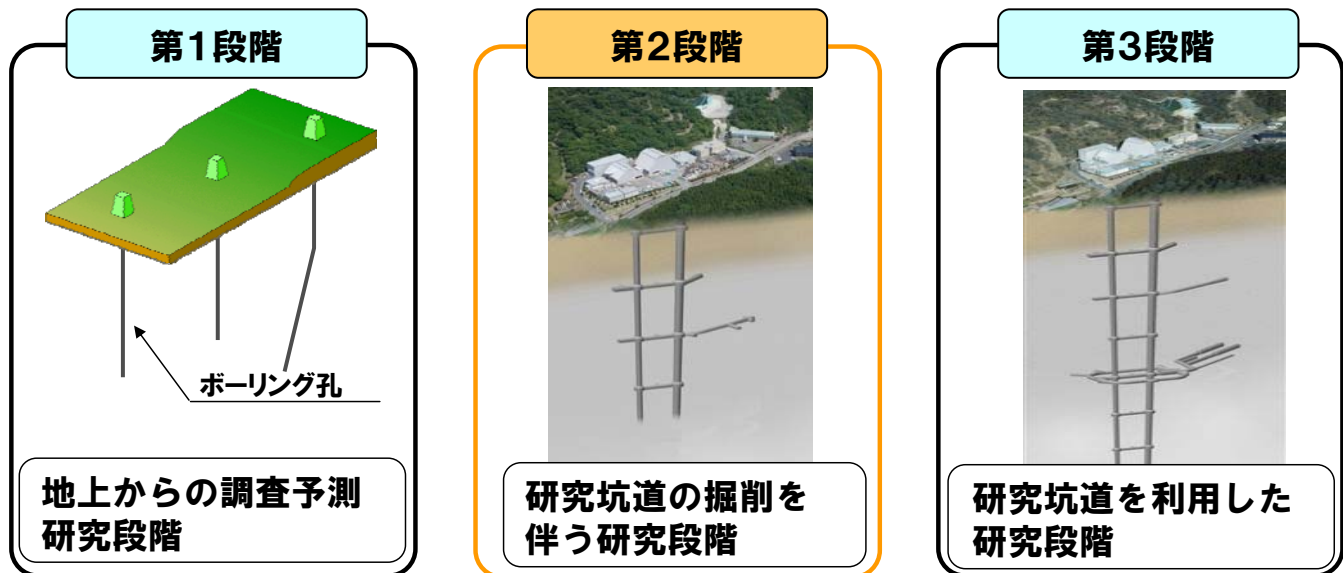 第1段階
ボーリング孔
地上からの調査予測
研究段階
第2段階
研究坑道の掘削を
伴う研究段階
第3段階
研究坑道を利用した
研究段階